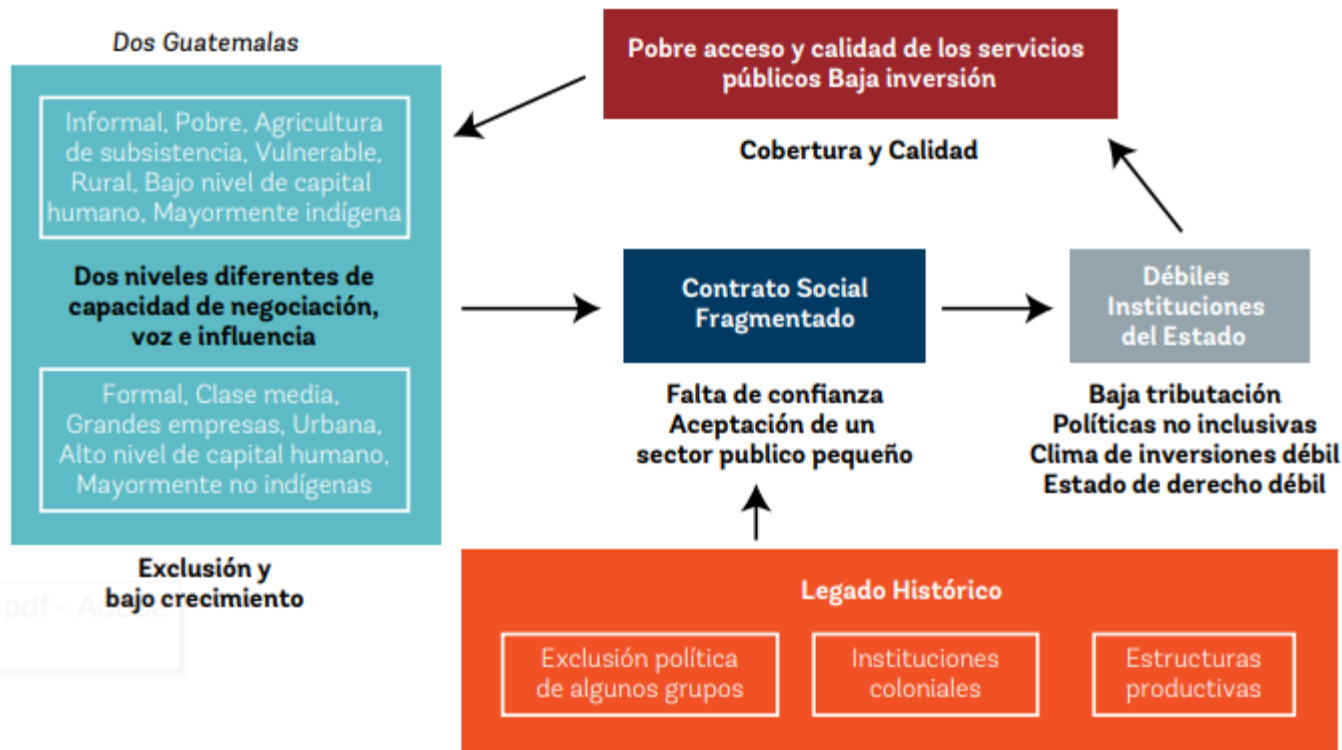 Dos Guatemalas
Informal, Pobre, Agricultura
de subsistencia, Vulnerable,
Rural, Bajo nivel de capital
humano, Mayormente indígena
Dos niveles diferentes de
capacidad de negociación,
voz e influencia
Formal, Clase media,
Grandes empresas, Urbana,
Alto nivel de capital humano,
Mayormente no indígenas
Exclusión y
bajo crecimiento
Pobre acceso y calidad de los servicios
públicos Baja inversión
Cobertura y Calidad
Contrato Social
Fragmentado
Falta de confianza
Aceptación de un
sector publico pequeño
Débiles
Instituciones
del Estado
Baja tributación
Políticas no inclusivas
Clima de inversiones débil
Estado de derecho débil
Legado Histórico
Exclusión política
de algunos grupos
Instituciones
coloniales
Estructuras
productivas
.pdf - Ad